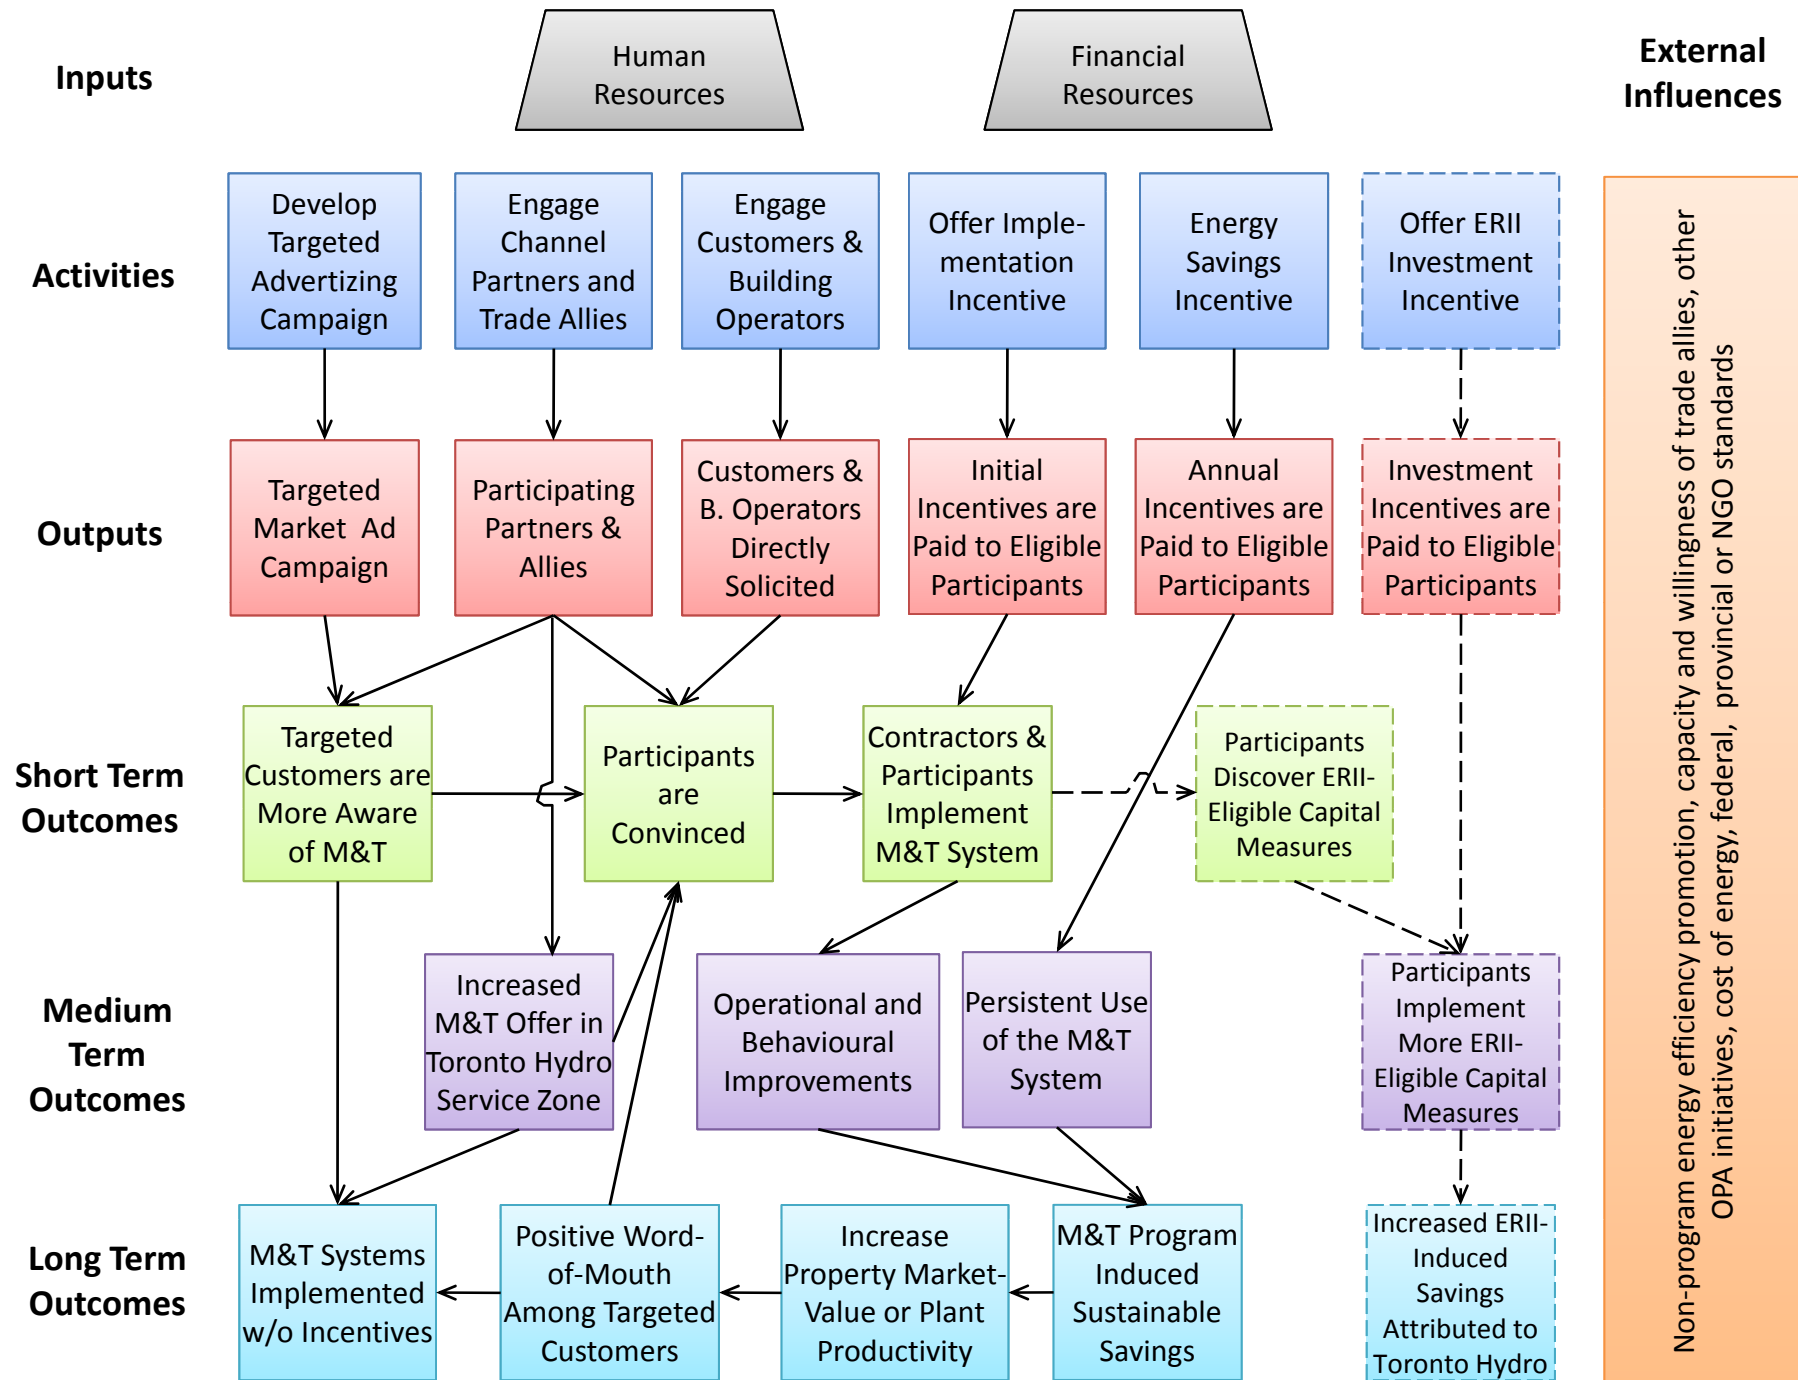 Inputs
Human
Resources
Financial
Resources
External
Influences
Activities
Develop
Targeted
Advertizing
Campaign
Engage
Channel
Partners and
Trade Allies
Engage
Customers &
Building
Operators
Offer Imple-
mentation
Incentive
Energy
Savings
Incentive
Offer ERII
Investment
Incentive
Outputs
Targeted
Market Ad
Campaign
Participating
Partners &
Allies
Customers &
B. Operators
Directly
Solicited
Initial
Incentives are
Paid to Eligible
Participants
Annual
Incentives are
Paid to Eligible
Participants
Investment
Incentives are
Paid to Eligible
Participants
Short Term
Outcomes
Targeted
Customers are
More Aware
of M&T
Participants
are
Convinced
Contractors &
Participants
Implement
M&T System
Participants
Discover ERII-
Eligible Capital
Measures
Medium
Term
Outcomes
Increased
M&T Offer in
Toronto Hydro
Service Zone
Operational and
Behavioural
Improvements
Persistent Use
of the M&T
System
Participants
Implement
More ERII-
Eligible Capital
Measures
Long Term
Outcomes
M&T Systems
Implemented
w/o Incentives
Positive Word-
of-Mouth
Among Targeted
Customers
Increase
Property Market-
Value or Plant
Productivity
M&T Program
Induced
Sustainable
Savings
Increased ERII-
Induced
Savings
Attributed to
Toronto Hydro
Non-program energy efficiency promotion, capacity and willingness of trade allies, other
OPA initiatives, cost of energy, federal, provincial or NGO standards